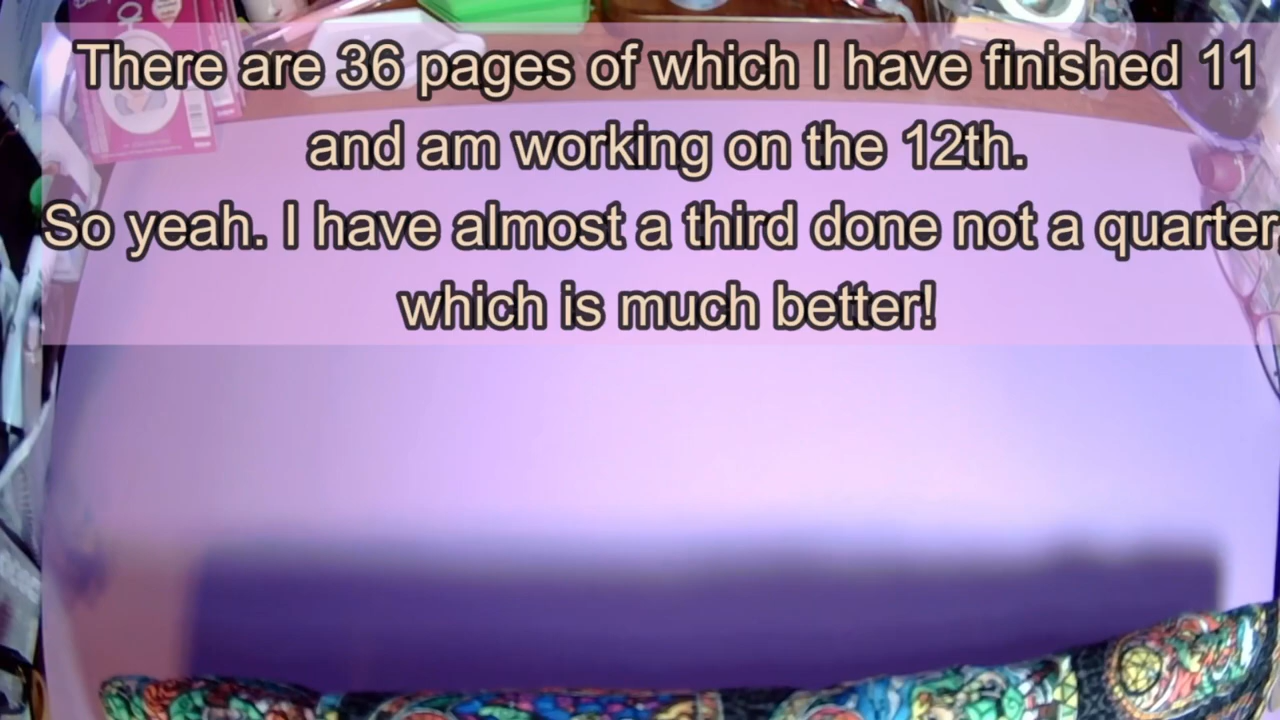 There are 36 pages of which I have finished 11
and am working on the 12th.
So yeah. I have almost a third done not a quarter,
which is much better!